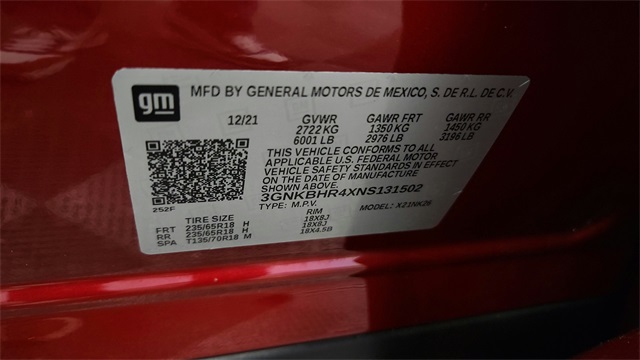 gm MFD BY GENERAL MOTORS DE MEXICO, S. DE R.L. DE C.V.
12/21 GVWR GAWR FRT GAWR RR
2722 KG 1350 KG 1450 KG
6001 LB 2976 LB 3196 LB
THIS VEHICLE CONFORMS TO ALL
APPLICABLE U.S. FEDERAL MOTOR
VEHICLE SAFETY STANDARDS IN EFFECT
ON THE DATE OF MANUFACTURE
SHOWN ABOVE.
3GNKBHR4XNS131502
252F TYPE: M.P.V. MODEL: X21NK26
TIRE SIZE RIM
FRT 235/65R18 H 18X8J
RR 235/65R18 H 18X8J
SPA T135/70R18 M 18X4.5B